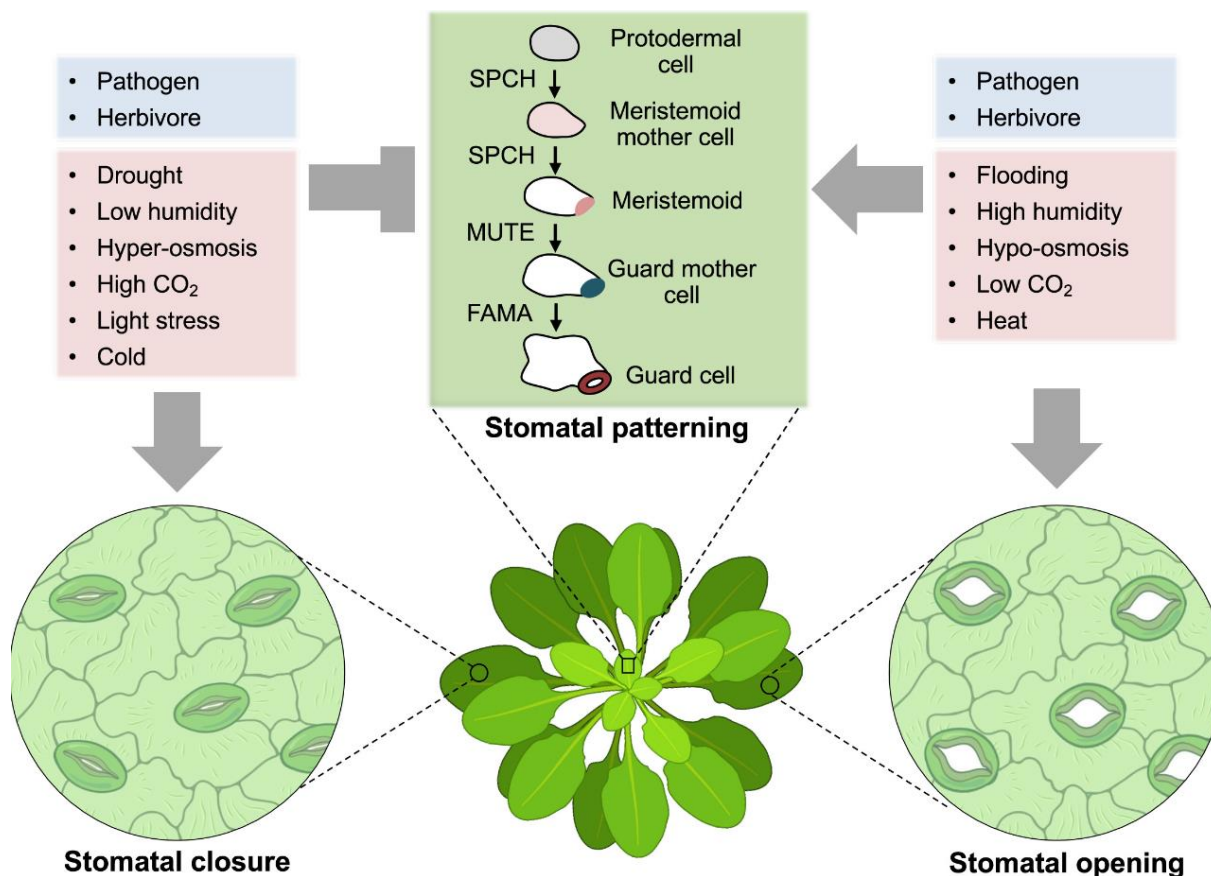 • Pathogen
• Herbivore
• Drought
• Low humidity
• Hyper-osmosis
• High CO₂
• Light stress
• Cold
Protodermal
cell
SPCH
Meristemoid
mother cell
SPCH
Meristemoid
MUTE
Guard mother
cell
FAMA
Guard cell
Stomatal patterning
• Pathogen
• Herbivore
• Flooding
• High humidity
• Hypo-osmosis
• Low CO₂
• Heat
Stomatal closure
Stomatal opening